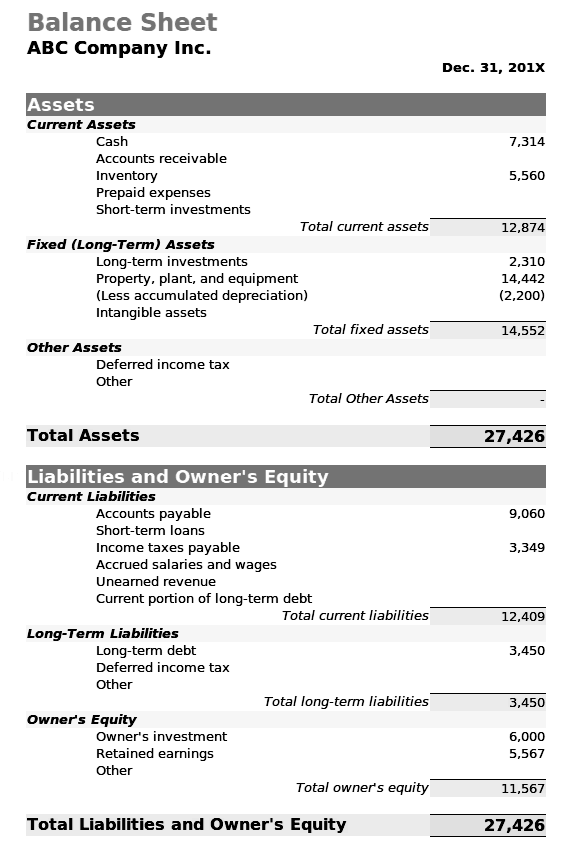 Balance Sheet
ABC Company Inc.
Dec. 31, 201X
Assets
Current Assets
Cash 7,314
Accounts receivable
Inventory 5,560
Prepaid expenses
Short-term investments
Total current assets 12,874
Fixed (Long-Term) Assets
Long-term investments 2,310
Property, plant, and equipment 14,442
(Less accumulated depreciation) (2,200)
Intangible assets
Total fixed assets 14,552
Other Assets
Deferred income tax
Other
Total Other Assets -
Total Assets 27,426
Liabilities and Owner's Equity
Current Liabilities
Accounts payable 9,060
Short-term loans
Income taxes payable 3,349
Accrued salaries and wages
Unearned revenue
Current portion of long-term debt
Total current liabilities 12,409
Long-Term Liabilities
Long-term debt 3,450
Deferred income tax
Other
Total long-term liabilities 3,450
Owner's Equity
Owner's investment 6,000
Retained earnings 5,567
Other
Total owner's equity 11,567
Total Liabilities and Owner's Equity 27,426